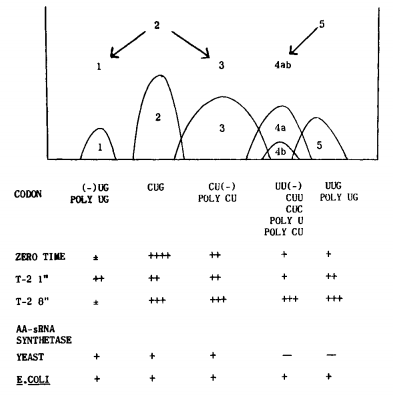 2 5
1 3 4ab
1 2 3 4a 4b 5
CODON (-)UG CUG CU(-) UU(-) UUG
POLY UG POLY CU CUU POLY UG
CUC
POLY U
POLY CU
ZERO TIME ± ++++ ++ + +
T-2 1" ++ ++ ++ + ++
T-2 8" ± +++ +++ +++ +++
AA-sRNA
SYNTHETASE
YEAST + + + — —
E.COLI + + + + +